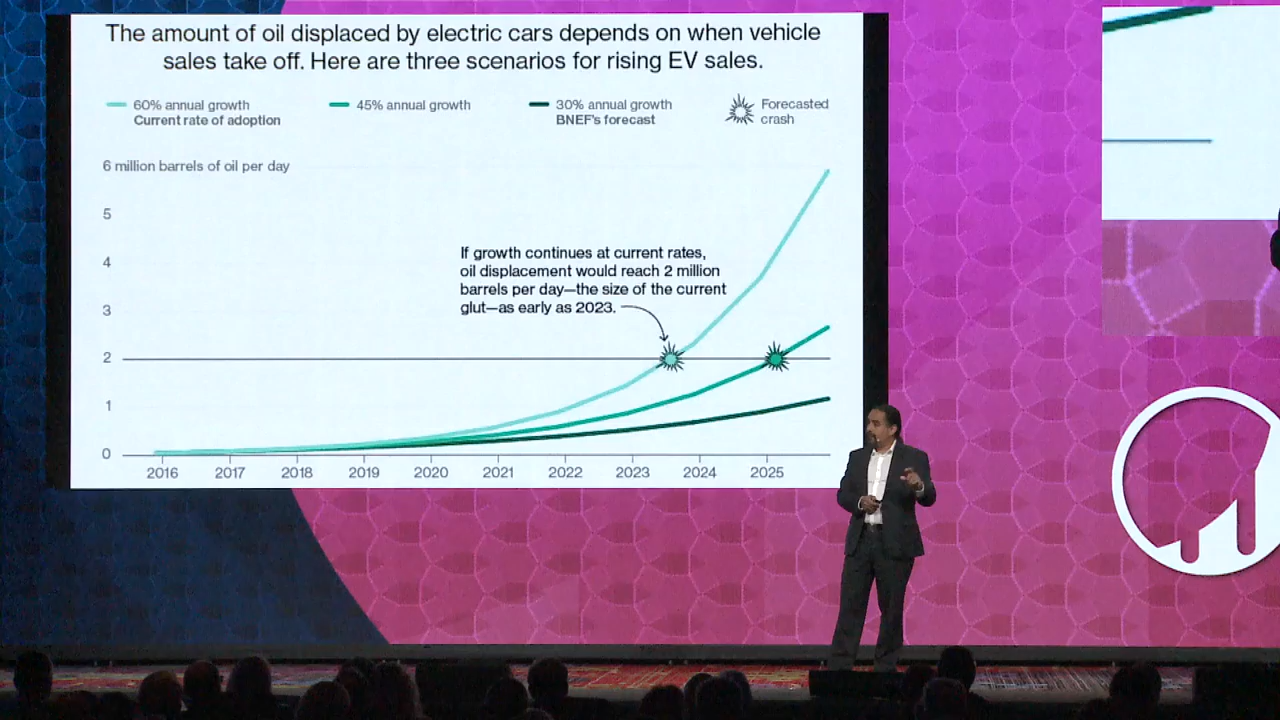 The amount of oil displaced by electric cars depends on when vehicle
sales take off. Here are three scenarios for rising EV sales.
60% annual growth
Current rate of adoption
45% annual growth
30% annual growth
BNEF's forecast
Forecasted
crash
6 million barrels of oil per day
5
4
If growth continues at current rates,
oil displacement would reach 2 million
barrels per day—the size of the current
glut—as early as 2023.
3
2
1
0
2016 2017 2018 2019 2020 2021 2022 2023 2024 2025